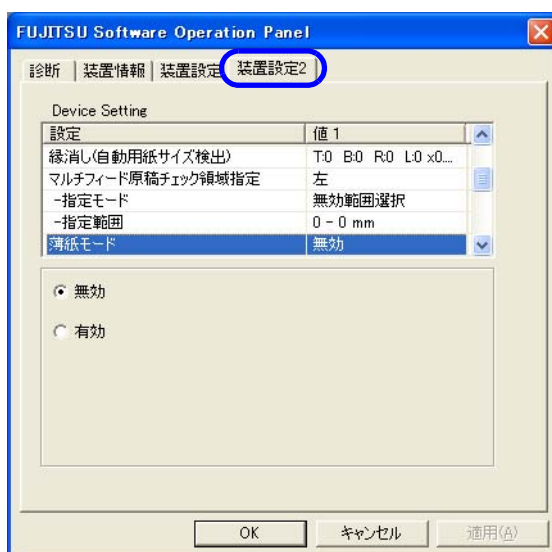 FUJITSU Software Operation Panel
診断 装置情報 装置設定 装置設定2
Device Setting
設定 値 1
縁消し(自動用紙サイズ検出) T:0 B:0 R:0 L:0 x0....
マルチフィード原稿チェック領域指定 左
-指定モード 無効範囲選択
-指定範囲 0 - 0 mm
薄紙モード 無効
無効
有効
OK キャンセル 適用(A)